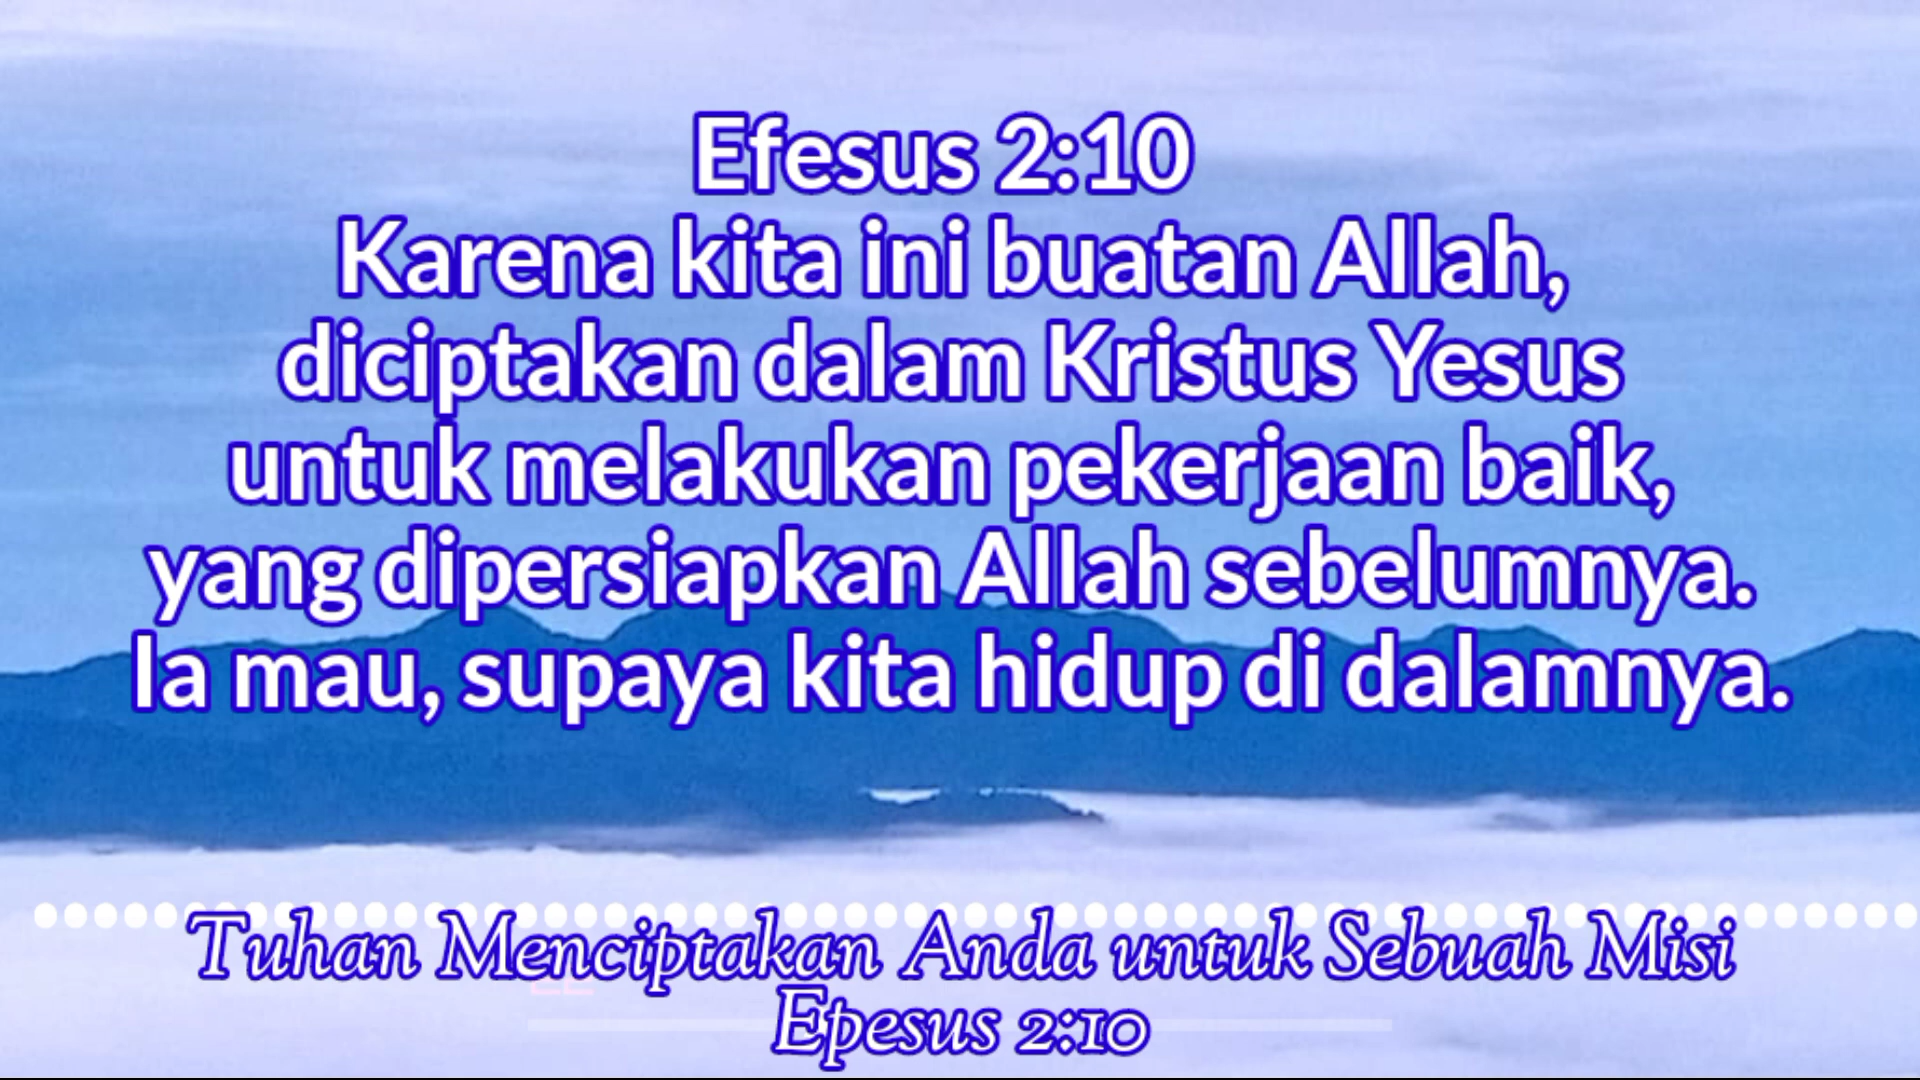 Efesus 2:10
Karena kita ini buatan Allah,
diciptakan dalam Kristus Yesus
untuk melakukan pekerjaan baik,
yang dipersiapkan Allah sebelumnya.
Ia mau, supaya kita hidup di dalamnya.
Tuhan Menciptakan Anda untuk Sebuah Misi
Epesus 2:10